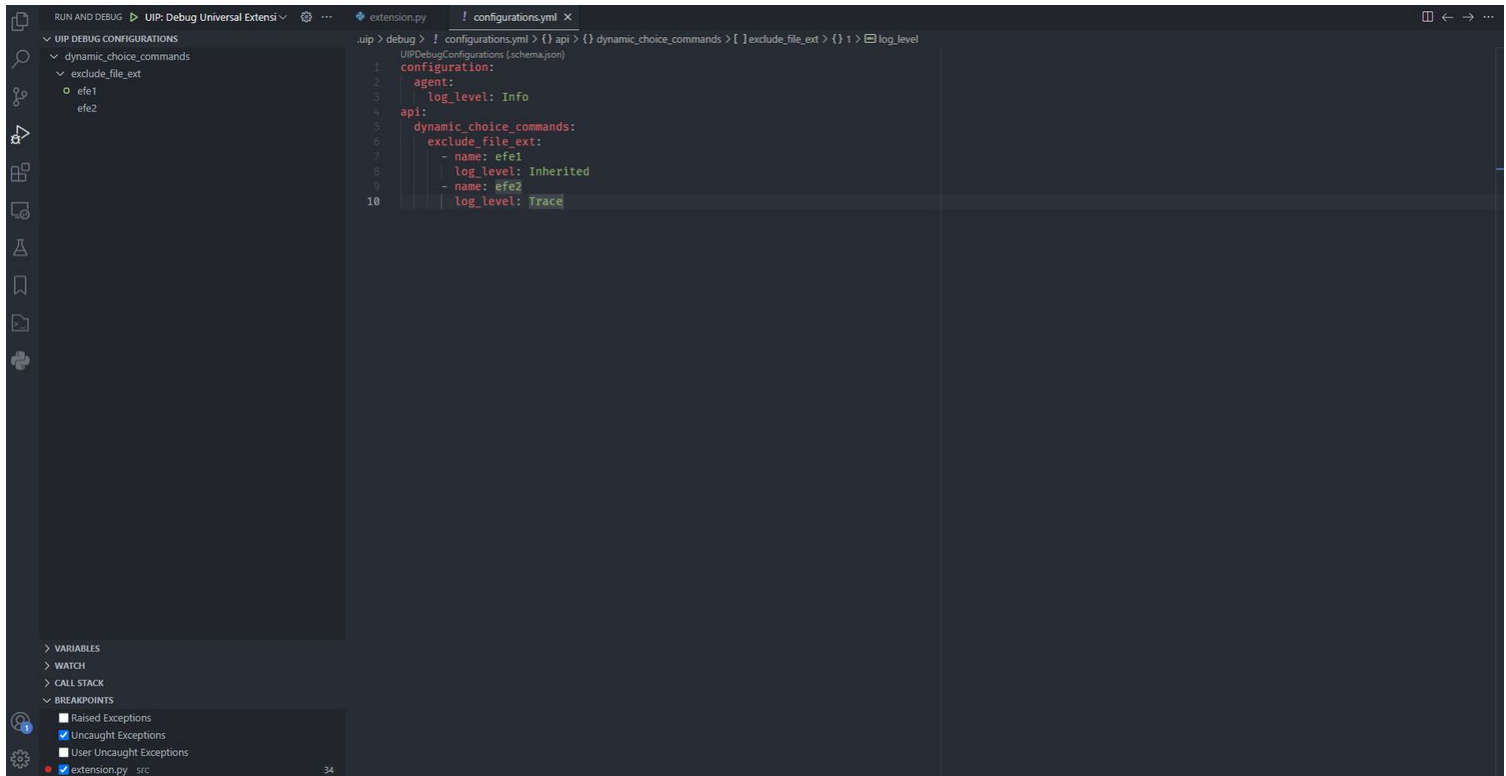 RUN AND DEBUG UIP: Debug Universal Extensi
extension.py
! configurations.yml
UIP DEBUG CONFIGURATIONS
dynamic_choice_commands
exclude_file_ext
efe1
efe2
.uip > debug > ! configurations.yml > {} api > {} dynamic_choice_commands > [ ] exclude_file_ext > {} 1 > log_level
UIPDebugConfigurations (.schema.json)
1 configuration:
2 agent:
3 log_level: Info
4 api:
5 dynamic_choice_commands:
6 exclude_file_ext:
7 - name: efe1
8 log_level: Inherited
9 - name: efe2
10 log_level: Trace
VARIABLES
WATCH
CALL STACK
BREAKPOINTS
Raised Exceptions
Uncaught Exceptions
User Uncaught Exceptions
extension.py src 34
1